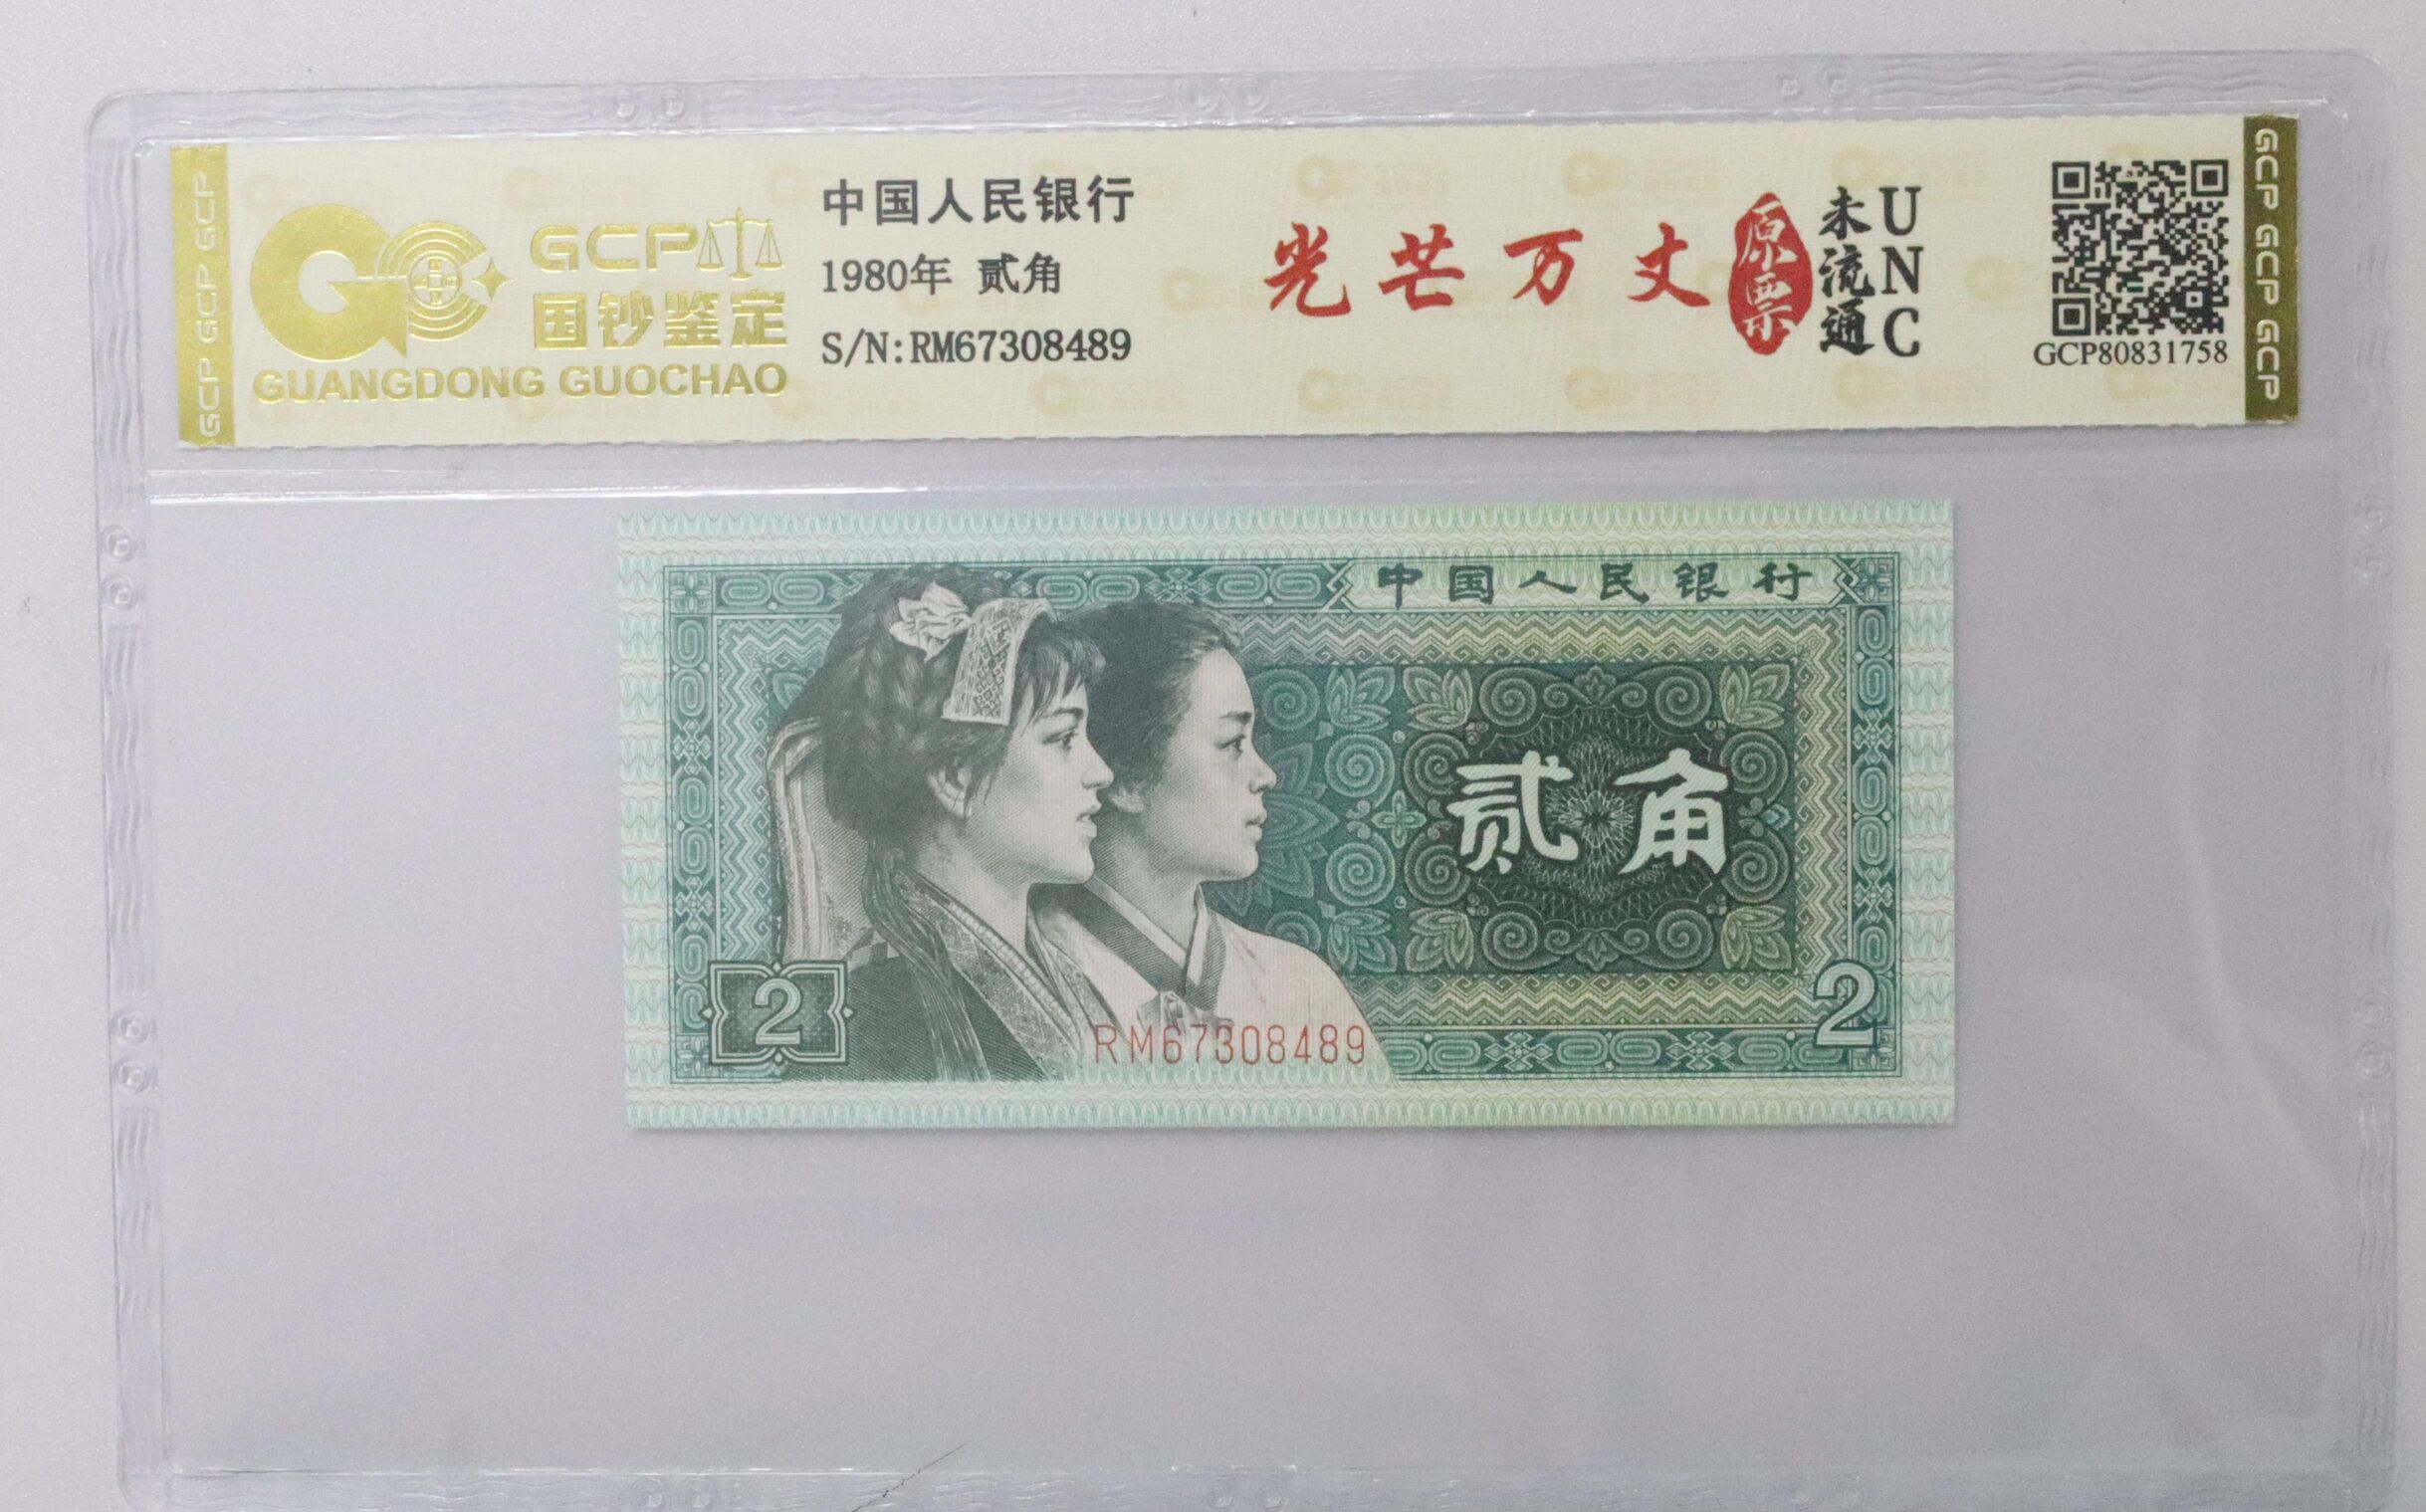 GCP GCP GCP
GCP
国钞鉴定
GUANGDONG GUOCHAO
中国人民银行
1980年 贰角
S/N:RM67308489
光芒万丈
原票
未流通
UNC
GCP80831758
GCP GCP GCP
中国人民银行
贰角
2
RM67308489
2